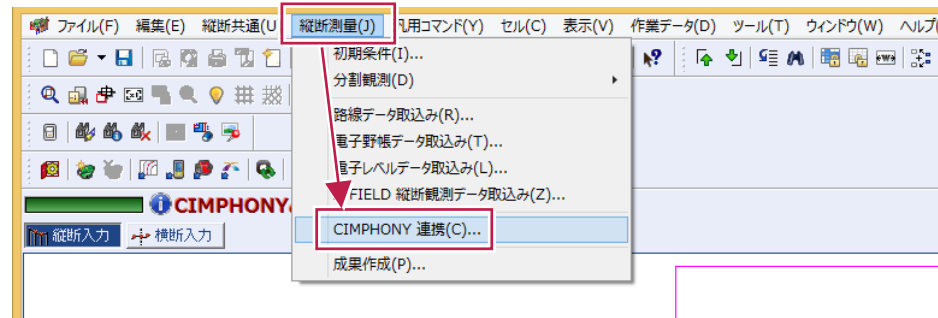 ファイル(F) 編集(E) 縦断共通(U 縦断測量(J) 凡用コマンド(Y) セル(C) 表示(V) 作業データ(D) ツール(T) ウィンドウ(W) ヘルプ(
初期条件(I)...
分割観測(D)
路線データ取込み(R)...
電子野帳データ取込み(T)...
電子レベルデータ取込み(L)...
FIELD 縦断観測データ取込み(Z)...
CIMPHONY
CIMPHONY 連携(C)...
縦断入力 横断入力
成果作成(P)...